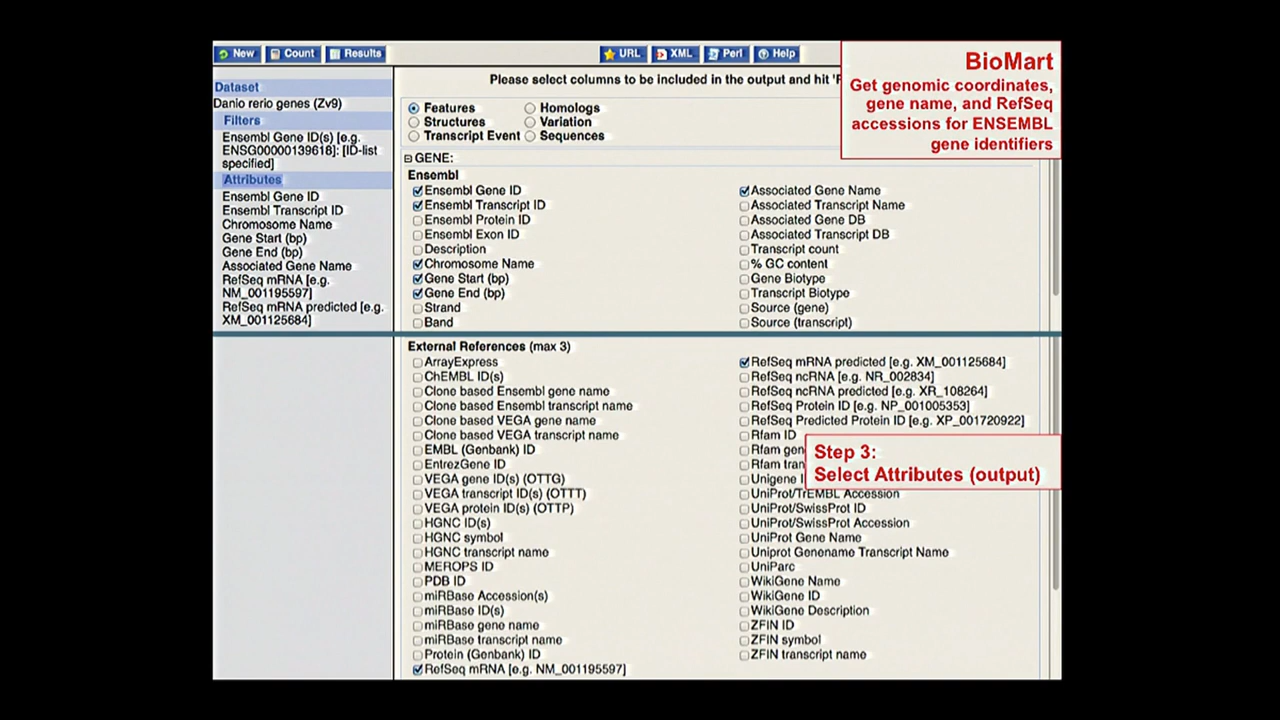 New
Count
Results
URL
XML
Perl
Help
BioMart
Get genomic coordinates,
gene name, and RefSeq
accessions for ENSEMBL
gene identifiers
Dataset
Danio rerio genes (Zv9)
Filters
Ensembl Gene ID(s) [e.g.
ENSG00000139618]: [ID-list
specified]
Attributes
Ensembl Gene ID
Ensembl Transcript ID
Chromosome Name
Gene Start (bp)
Gene End (bp)
Associated Gene Name
RefSeq mRNA [e.g.
NM_001195597]
RefSeq mRNA predicted [e.g.
XM_001125684]
Please select columns to be included in the output and hit
Features
Structures
Transcript Event
Homologs
Variation
Sequences
GENE:
Ensembl
Ensembl Gene ID
Ensembl Transcript ID
Ensembl Protein ID
Ensembl Exon ID
Description
Chromosome Name
Gene Start (bp)
Gene End (bp)
Strand
Band
Associated Gene Name
Associated Transcript Name
Associated Gene DB
Associated Transcript DB
Transcript count
% GC content
Gene Biotype
Transcript Biotype
Source (gene)
Source (transcript)
External References (max 3)
ArrayExpress
ChEMBL ID(s)
Clone based Ensembl gene name
Clone based Ensembl transcript name
Clone based VEGA gene name
Clone based VEGA transcript name
EMBL (Genbank) ID
EntrezGene ID
VEGA gene ID(s) (OTTG)
VEGA transcript ID(s) (OTTT)
VEGA protein ID(s) (OTTP)
HGNC ID(s)
HGNC symbol
HGNC transcript name
MEROPS ID
PDB ID
miRBase Accession(s)
miRBase ID(s)
miRBase gene name
miRBase transcript name
Protein (Genbank) ID
RefSeq mRNA [e.g. NM_001195597]
RefSeq mRNA predicted [e.g. XM_001125684]
RefSeq ncRNA [e.g. NR_002834]
RefSeq ncRNA predicted [e.g. XR_108264]
RefSeq Protein ID [e.g. NP_001005353]
RefSeq Predicted Protein ID [e.g. XP_001720922]
Rfam ID
Rfam gen
Rfam tran
Unigene I
UniProt/TrEMBL Accession
UniProt/SwissProt ID
UniProt/SwissProt Accession
UniProt Gene Name
Uniprot Genename Transcript Name
UniParc
WikiGene Name
WikiGene ID
WikiGene Description
ZFIN ID
ZFIN symbol
ZFIN transcript name
Step 3:
Select Attributes (output)